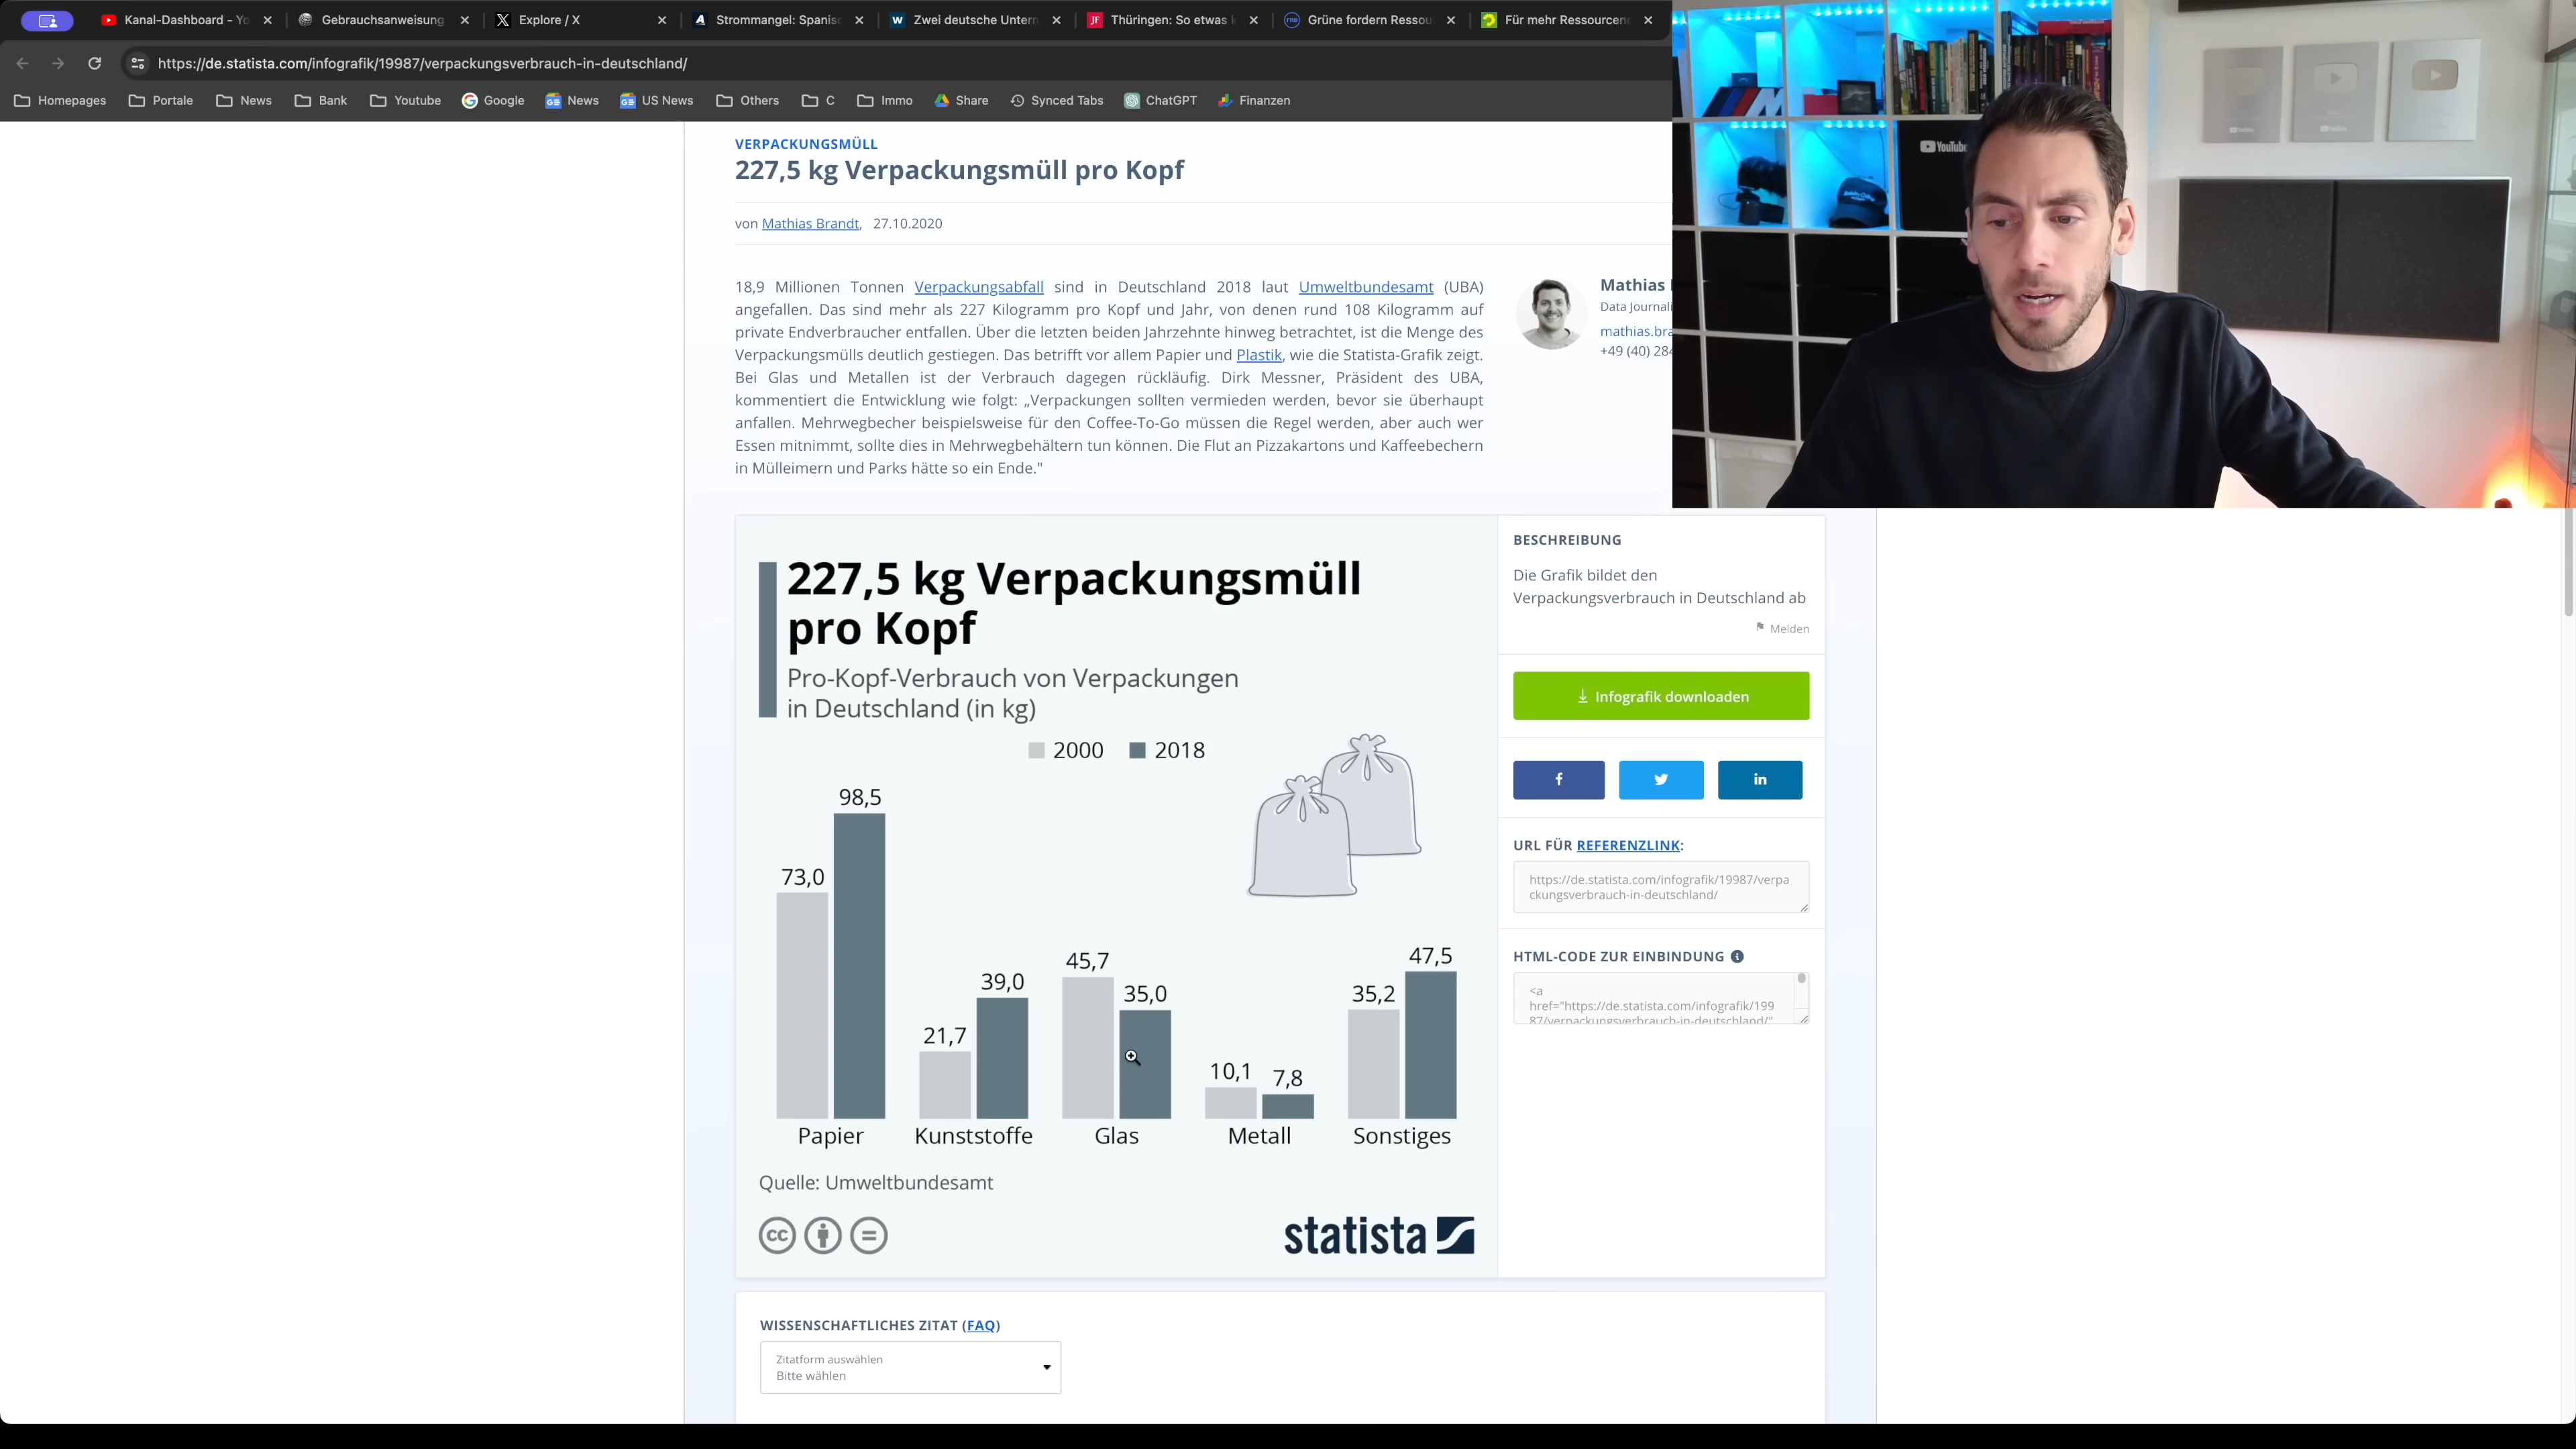 Kanal-Dashboard - Yo
Gebrauchsanweisung
Explore / X
Strommangel: Spanisc
Zwei deutsche Untern
Thüringen: So etwas k
Grüne fordern Ressou
Für mehr Ressourcene
https://de.statista.com/infografik/19987/verpackungsverbrauch-in-deutschland/
Homepages Portale News Bank Youtube Google News US News Others C Immo Share Synced Tabs ChatGPT Finanzen
YouTube
VERPACKUNGSMÜLL
227,5 kg Verpackungsmüll pro Kopf
von Mathias Brandt, 27.10.2020
18,9 Millionen Tonnen Verpackungsabfall sind in Deutschland 2018 laut Umweltbundesamt (UBA)
angefallen. Das sind mehr als 227 Kilogramm pro Kopf und Jahr, von denen rund 108 Kilogramm auf
private Endverbraucher entfallen. Über die letzten beiden Jahrzehnte hinweg betrachtet, ist die Menge des
Verpackungsmülls deutlich gestiegen. Das betrifft vor allem Papier und Plastik, wie die Statista-Grafik zeigt.
Bei Glas und Metallen ist der Verbrauch dagegen rückläufig. Dirk Messner, Präsident des UBA,
kommentiert die Entwicklung wie folgt: „Verpackungen sollten vermieden werden, bevor sie überhaupt
anfallen. Mehrwegbecher beispielsweise für den Coffee-To-Go müssen die Regel werden, aber auch wer
Essen mitnimmt, sollte dies in Mehrwegbehältern tun können. Die Flut an Pizzakartons und Kaffeebechern
in Mülleimern und Parks hätte so ein Ende."
Mathias
Data Journali
mathias.bra
+49 (40) 284
227,5 kg Verpackungsmüll
pro Kopf
Pro-Kopf-Verbrauch von Verpackungen
in Deutschland (in kg)
2000 2018
73,0 98,5
21,7 39,0
45,7 35,0
10,1 7,8
35,2 47,5
Papier Kunststoffe Glas Metall Sonstiges
Quelle: Umweltbundesamt
cc
statista
BESCHREIBUNG
Die Grafik bildet den
Verpackungsverbrauch in Deutschland ab
Melden
Infografik downloaden
f
in
URL FÜR REFERENZLINK:
https://de.statista.com/infografik/19987/verpa
ckungsverbrauch-in-deutschland/
HTML-CODE ZUR EINBINDUNG
<a
href="https://de.statista.com/infografik/199
87/verpackungsverbrauch-in-deutschland/"
WISSENSCHAFTLICHES ZITAT (FAQ)
Zitatform auswählen
Bitte wählen